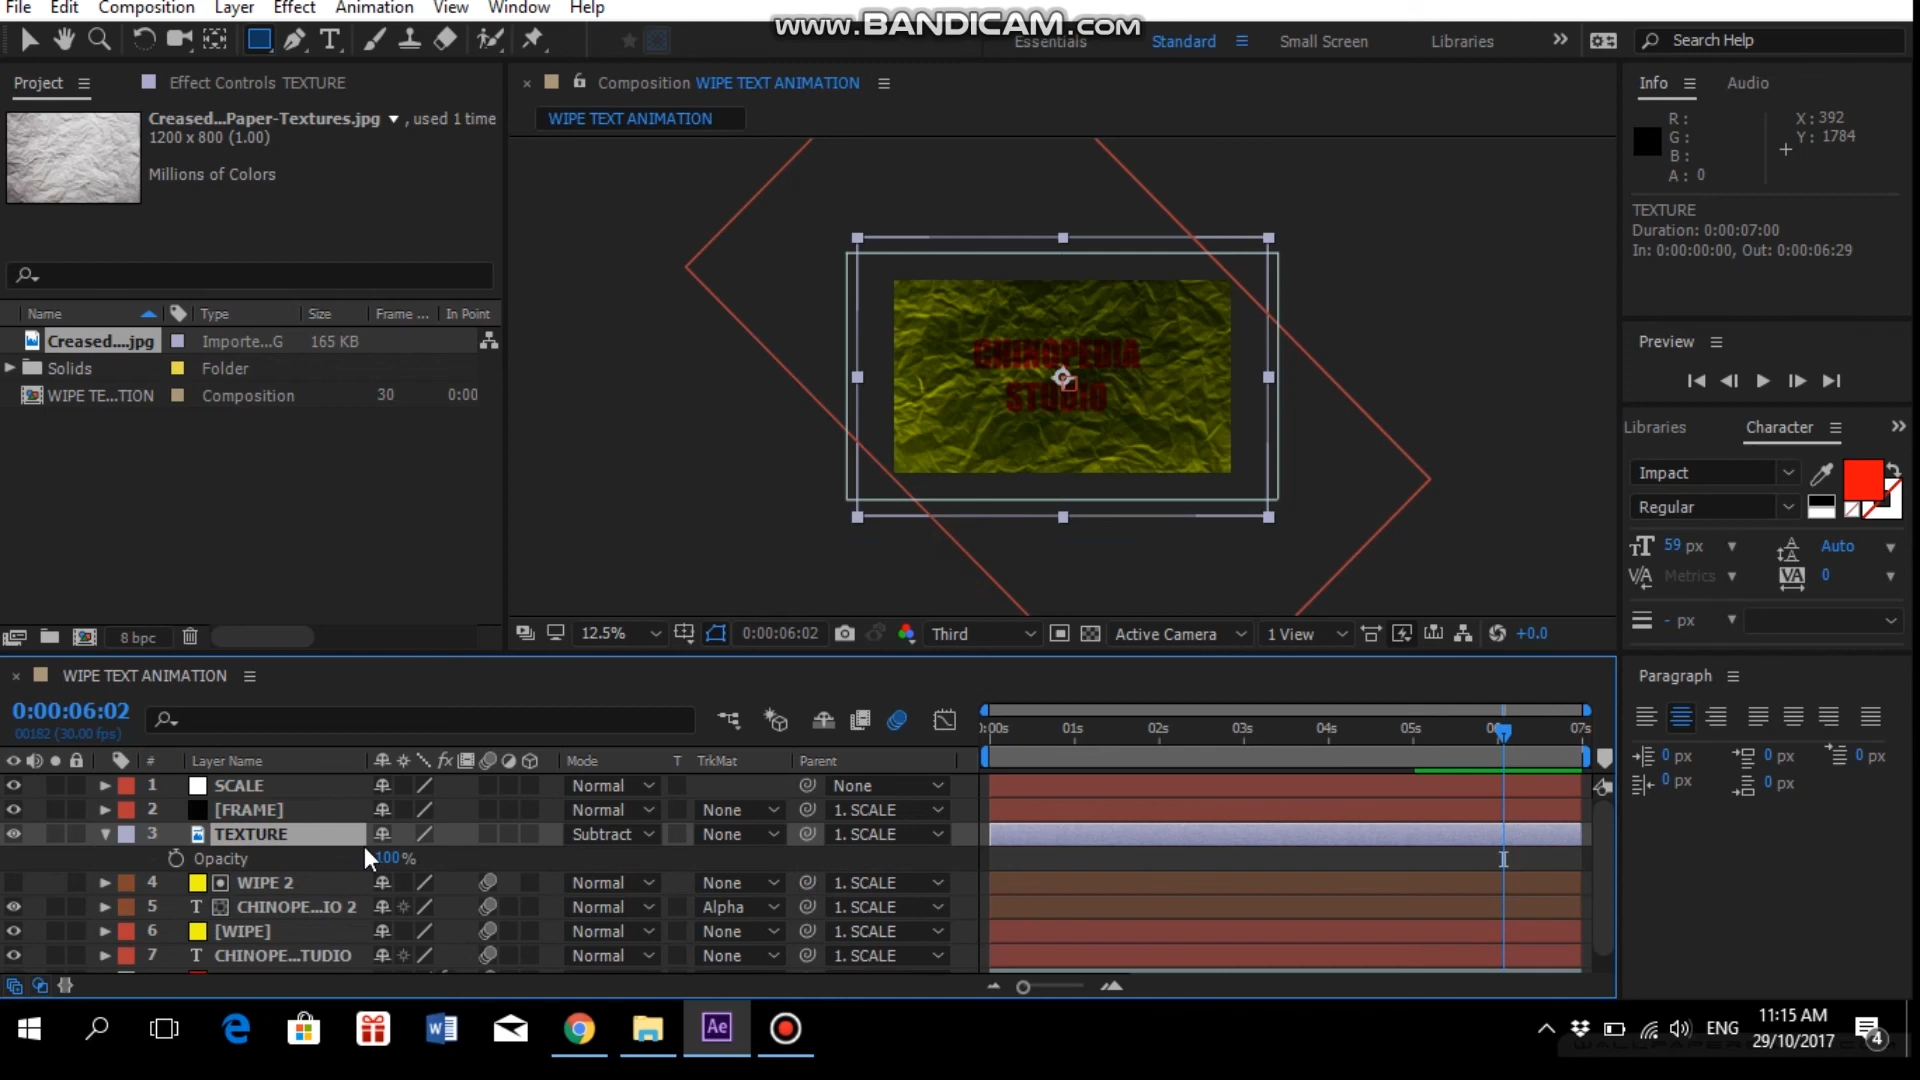 File Edit Composition Layer Effect Animation View Window Help
www.BANDICAM.com
Essentials Standard Small Screen Libraries Search Help
Project Effect Controls TEXTURE
Creased...Paper-Textures.jpg , used 1 time
1200 x 800 (1.00)
Millions of Colors
Name Type Size Frame ... In Point
Creased....jpg Importe...G 165 KB
Solids Folder
WIPE TE...TION Composition 30 0:00
8 bpc
Composition WIPE TEXT ANIMATION
WIPE TEXT ANIMATION
CHINOPEDIA
STUDIO
12.5% 0:00:06:02 Third Active Camera 1 View +0.0
Info Audio
R: X: 392
G: Y: 1784
B:
A: 0
TEXTURE
Duration: 0:00:07:00
In: 0:00:00:00, Out: 0:00:06:29
Preview
Libraries Character
Impact
Regular
59 px Auto
Metrics 0
- px
Paragraph
0 px 0 px 0 px
0 px 0 px
WIPE TEXT ANIMATION
0:00:06:02
00182 (30.00 fps)
):00s 01s 02s 03s 04s 05s 07s
# Layer Name fx Mode T TrkMat Parent
1 SCALE Normal None
2 [FRAME] Normal None 1. SCALE
3 TEXTURE Subtract None 1. SCALE
Opacity 100 %
4 WIPE 2 Normal None 1. SCALE
5 T CHINOPE...IO 2 Normal Alpha 1. SCALE
6 [WIPE] Normal None 1. SCALE
7 T CHINOPE...TUDIO Normal None 1. SCALE
Ae ENG 11:15 AM
29/10/2017 4